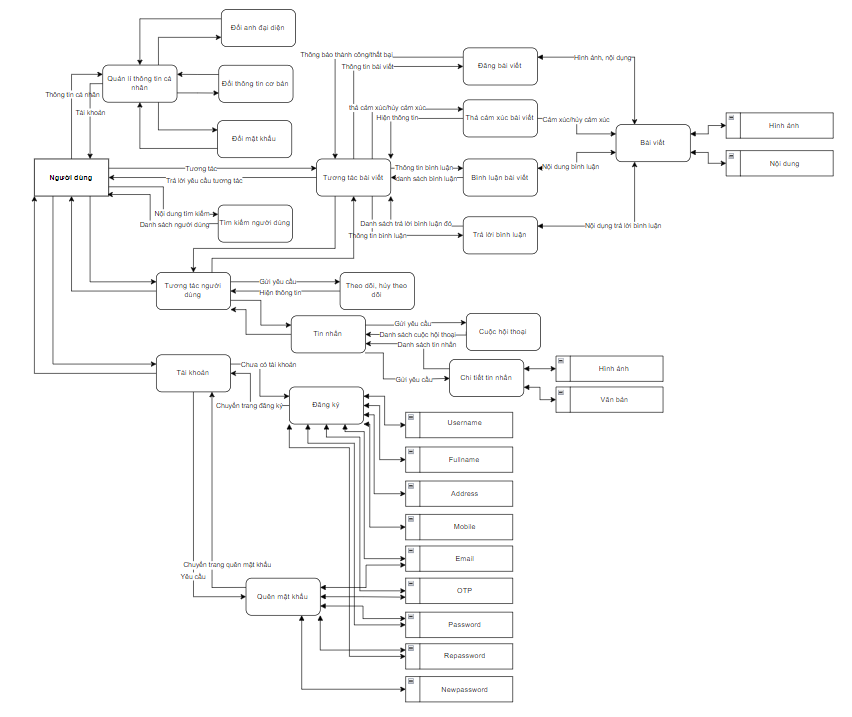 Đổi anh đại diện
Quản lí thông tin cá
nhân
Đổi thông tin cơ bản
Đổi mật khẩu
Thông tin cá nhân
Tài khoản
Người dùng
Tương tác
Trả lời yêu cầu tương tác
Nội dung tìm kiếm
Danh sách người dùng
Tìm kiếm người dùng
Thông báo thành công/thất bại
Thông tin bài viết
Đăng bài viết
Hình ảnh, nội dung
thả cảm xúc/hủy cảm xúc
Hiện thông tin
Thả cảm xúc bài viết
Cảm xúc/hủy cảm xúc
Bài viết
Hình ảnh
Nội dung
Tương tác bài viết
Thông tin bình luận
danh sách bình luận
Bình luận bài viết
Nội dung bình luận
Danh sách trả lời bình luận đó
Thông tin bình luận
Trả lời bình luận
Nội dung trả lời bình luận
Tương tác người
dùng
Gửi yêu cầu
Hiện thông tin
Theo dõi, hủy theo
dõi
Tin nhắn
Gửi yêu cầu
Danh sách cuộc hội thoại
Danh sách tin nhắn
Cuộc hội thoại
Gửi yêu cầu
Chi tiết tin nhắn
Hình ảnh
Văn bản
Tài khoản
Chưa có tài khoản
Chuyển trang đăng ký
Đăng ký
Username
Fullname
Address
Mobile
Email
OTP
Password
Repassword
Newpassword
Chuyển trang quên mật khẩu
Yêu cầu
Quên mật khẩu